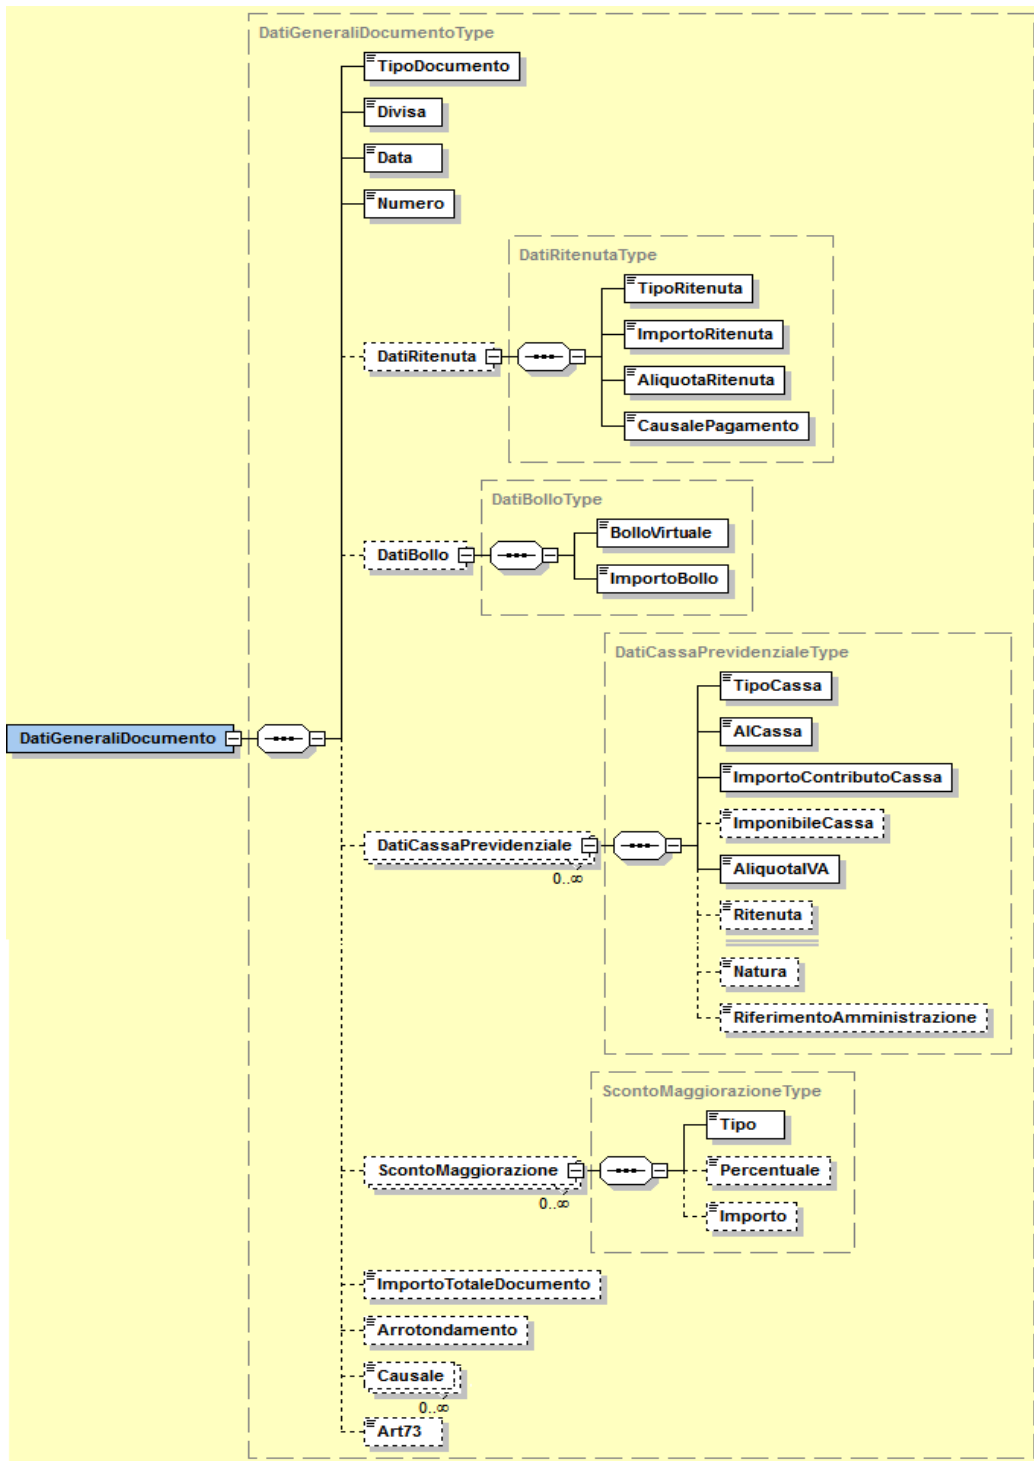 DatiGeneraliDocumentoType
TipoDocumento
Divisa
Data
Numero
DatiRitenutaType
TipoRitenuta
ImportoRitenuta
DatiRitenuta
AliquotaRitenuta
CausalePagamento
DatiBolloType
BolloVirtuale
DatiBollo
ImportoBollo
DatiCassaPrevidenzialeType
TipoCassa
AlCassa
DatiGeneraliDocumento
ImportoContributoCassa
ImponibileCassa
DatiCassaPrevidenziale
0..∞
AliquotaIVA
Ritenuta
Natura
RiferimentoAmministrazione
ScontoMaggiorazioneType
Tipo
ScontoMaggiorazione
0..∞
Percentuale
Importo
ImportoTotaleDocumento
Arrotondamento
Causale
0..∞
Art73